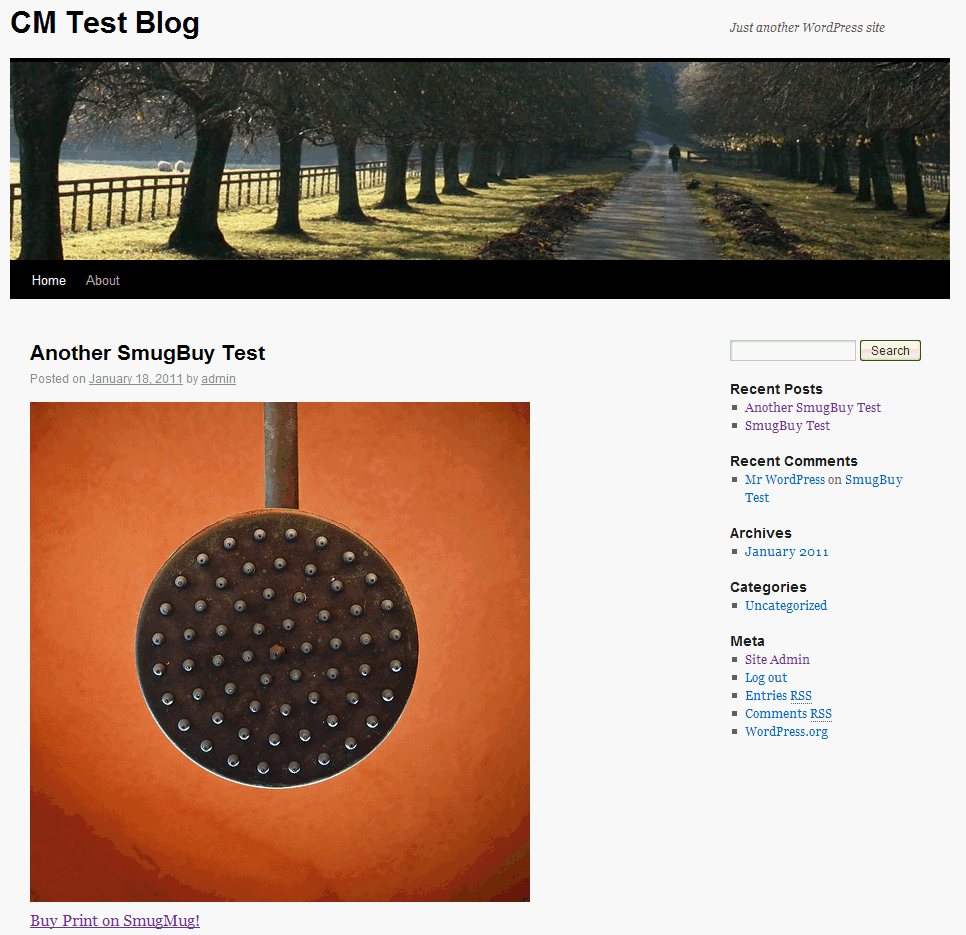 CM Test Blog
Just another WordPress site
Home About
Another SmugBuy Test
Posted on January 18, 2011 by admin
Buy Print on SmugMug!
Search
Recent Posts
Another SmugBuy Test
SmugBuy Test
Recent Comments
Mr WordPress on SmugBuy
Test
Archives
January 2011
Categories
Uncategorized
Meta
Site Admin
Log out
Entries RSS
Comments RSS
WordPress.org